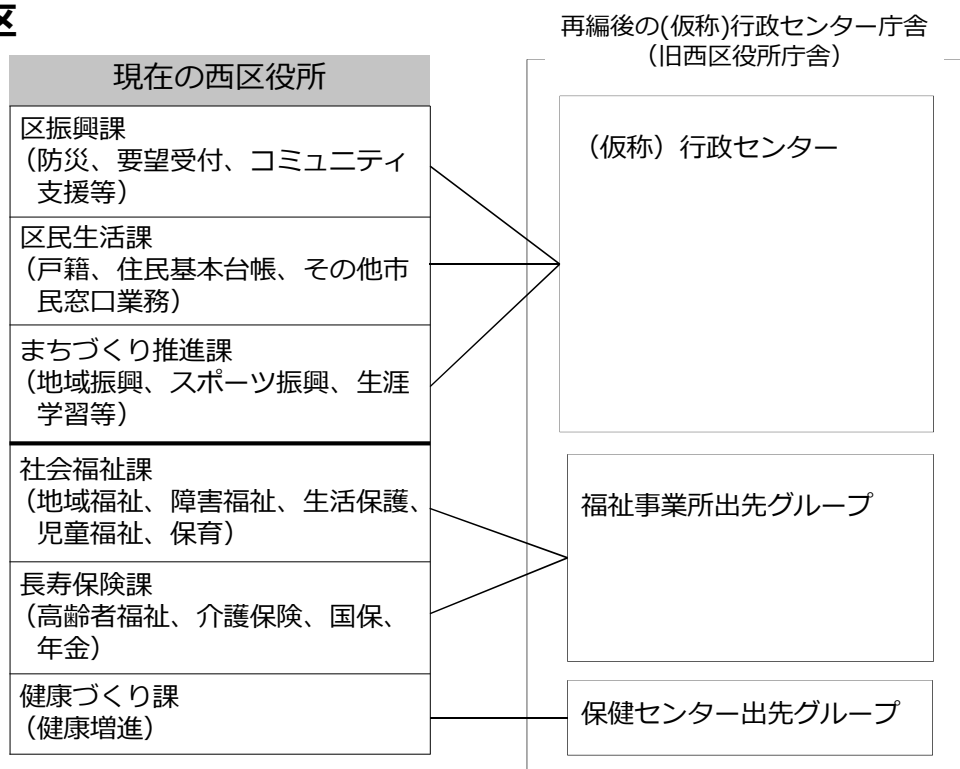 区
再編後の(仮称)行政センター庁舎
（旧西区役所庁舎）
現在の西区役所
区振興課
（防災、要望受付、コミュニティ
支援等）
区民生活課
（戸籍、住民基本台帳、その他市
民窓口業務）
まちづくり推進課
（地域振興、スポーツ振興、生涯
学習等）
社会福祉課
（地域福祉、障害福祉、生活保護、
児童福祉、保育）
長寿保険課
（高齢者福祉、介護保険、国保、
年金）
健康づくり課
（健康増進）
（仮称）行政センター
福祉事業所出先グループ
保健センター出先グループ